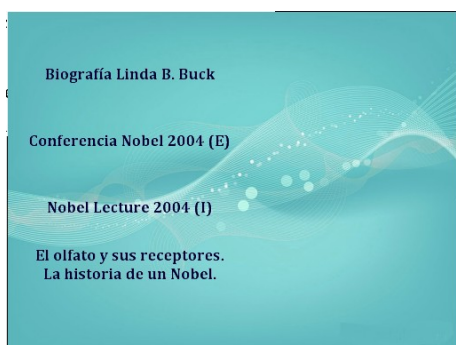 Biografía Linda B. Buck
Conferencia Nobel 2004 (E)
Nobel Lecture 2004 (I)
El olfato y sus receptores.
La historia de un Nobel.